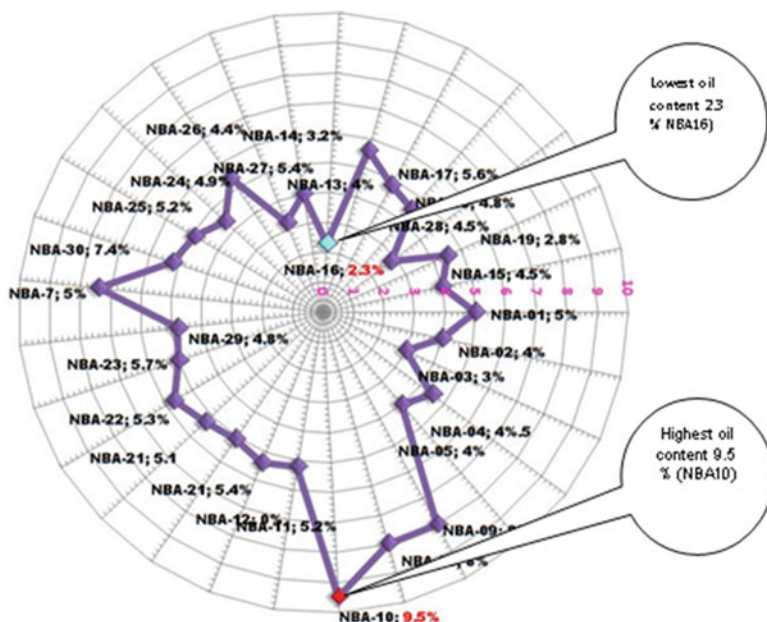 Lowest oil
content 23
% NBA16)
NBA-26; 4.4%
NBA-14; 3.2%
NBA-27; 5.4%
NBA-17; 5.6%
NBA-24; 4.9%
NBA-13; 4%
4.8%
NBA-25; 5.2%
28; 4.5%
NBA-19; 2.8%
NBA-30; 7.4%
NBA-16; 2.3%
NBA-15; 4.5%
NBA-7; 5%
0 1 2 3 4 5 6 7 8 9 10
NBA-01; 5%
NBA-29; 4.8%
NBA-02; 4%
NBA-23; 5.7%
NBA-03; 3%
NBA-22; 5.3%
NBA-04; 4%.5
NBA-05; 4%
NBA-21; 5.1
NBA-21; 5.4%
NBA-12;
NBA-11; 5.2%
NBA-09;
NBA-10; 9.5%
Highest oil
content 9.5
% (NBA10)